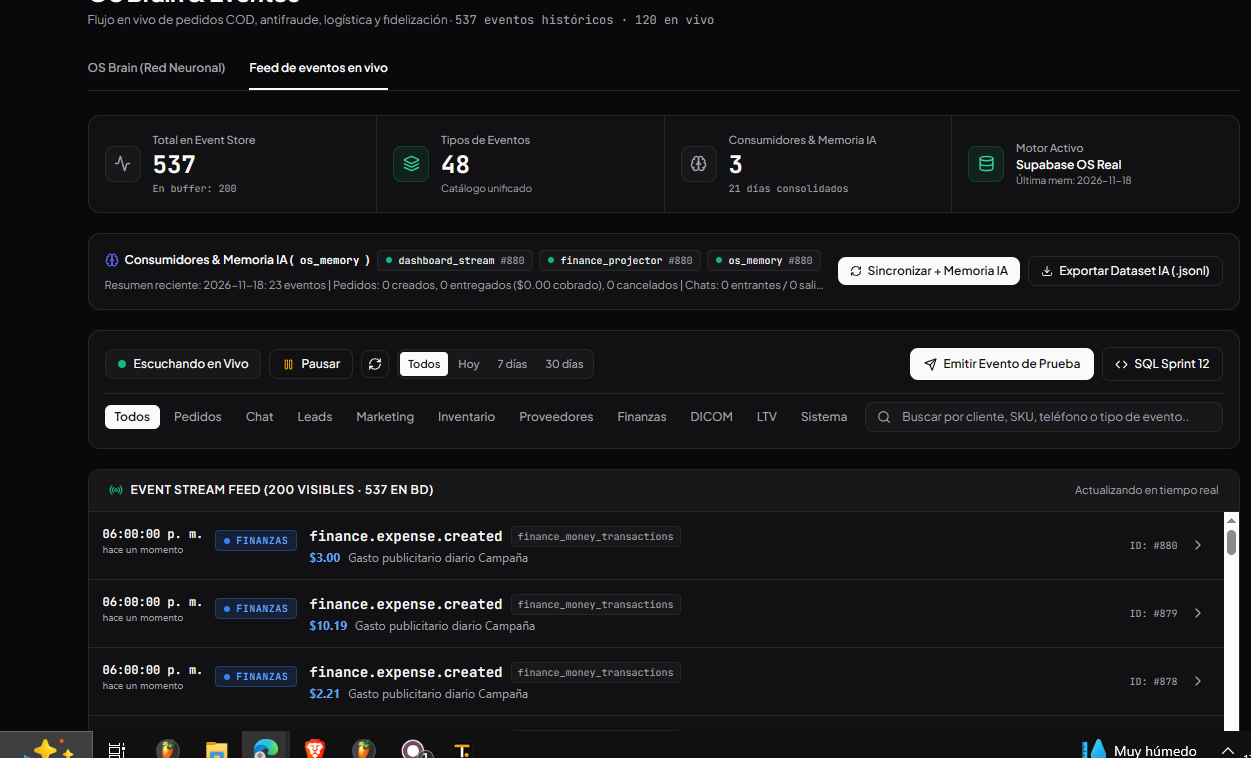 Flujo en vivo de pedidos COD, antifraude, logística y fidelización · 537 eventos históricos · 120 en vivo
OS Brain (Red Neuronal)
Feed de eventos en vivo
Total en Event Store
537
En buffer: 200
Tipos de Eventos
48
Catálogo unificado
Consumidores & Memoria IA
3
21 días consolidados
Motor Activo
Supabase OS Real
Última mem: 2026-11-18
Consumidores & Memoria IA ( os_memory )
dashboard_stream #880
finance_projector #880
os_memory #880
Resumen reciente: 2026-11-18: 23 eventos | Pedidos: 0 creados, 0 entregados ($0.00 cobrado), 0 cancelados | Chats: 0 entrantes / 0 sali...
Sincronizar + Memoria IA
Exportar Dataset IA (.jsonl)
Escuchando en Vivo
Pausar
Todos
Hoy
7 días
30 días
Emitir Evento de Prueba
SQL Sprint 12
Todos
Pedidos
Chat
Leads
Marketing
Inventario
Proveedores
Finanzas
DICOM
LTV
Sistema
Buscar por cliente, SKU, teléfono o tipo de evento..
EVENT STREAM FEED (200 VISIBLES · 537 EN BD)
Actualizando en tiempo real
06:00:00 p. m.
hace un momento
FINANZAS
finance.expense.created
finance_money_transactions
$3.00 Gasto publicitario diario Campaña
ID: #880
06:00:00 p. m.
hace un momento
FINANZAS
finance.expense.created
finance_money_transactions
$10.19 Gasto publicitario diario Campaña
ID: #879
06:00:00 p. m.
hace un momento
FINANZAS
finance.expense.created
finance_money_transactions
$2.21 Gasto publicitario diario Campaña
ID: #878
Muy húmedo